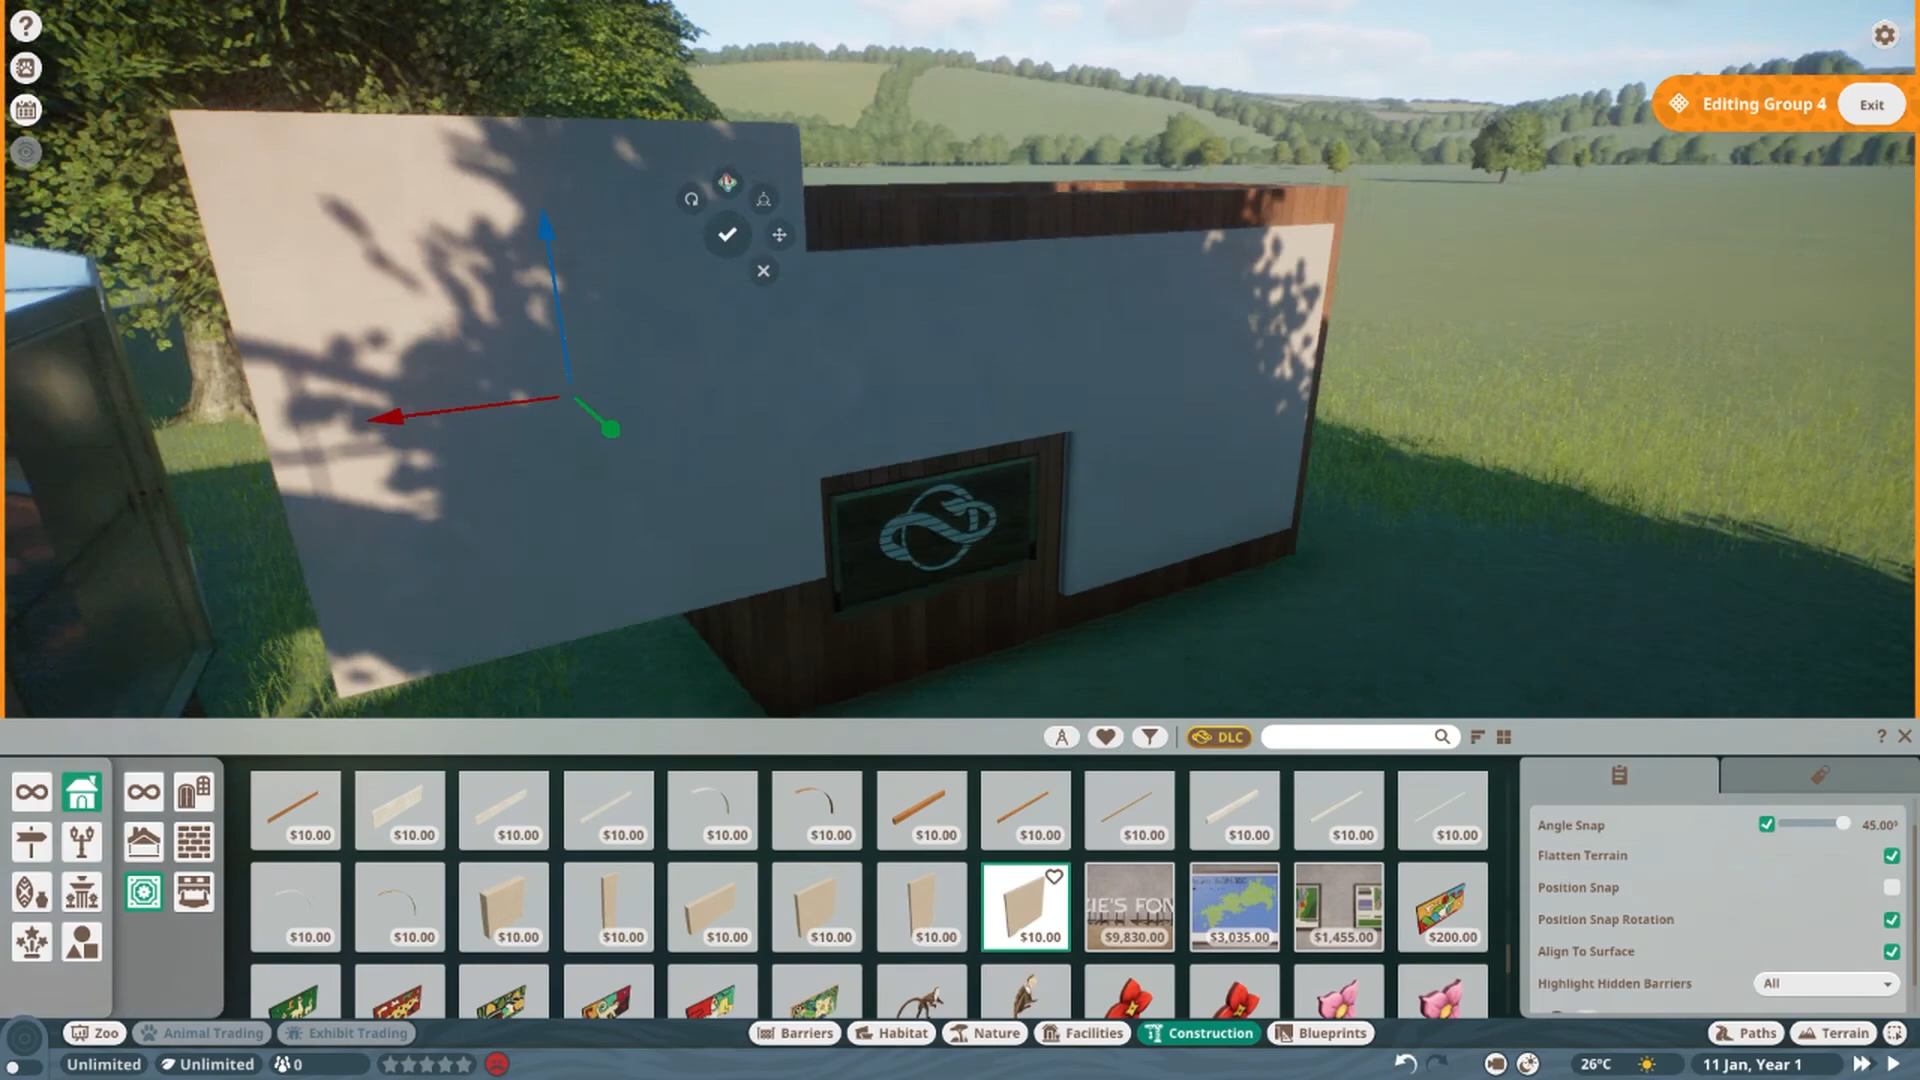 Editing Group 4
Exit
DLC
$10.00 $10.00 $10.00 $10.00 $10.00 $10.00 $10.00 $10.00 $10.00 $10.00 $10.00 $10.00
KIE'S FON
$10.00 $10.00 $10.00 $10.00 $10.00 $10.00 $10.00 $10.00 $9,830.00 $3,035.00 $1,455.00 $200.00
Angle Snap 45.00°
Flatten Terrain
Position Snap
Position Snap Rotation
Align To Surface
Highlight Hidden Barriers All
Zoo Animal Trading Exhibit Trading Barriers Habitat Nature Facilities Construction Blueprints Paths Terrain
Unlimited Unlimited 0 26°C 11 Jan, Year 1